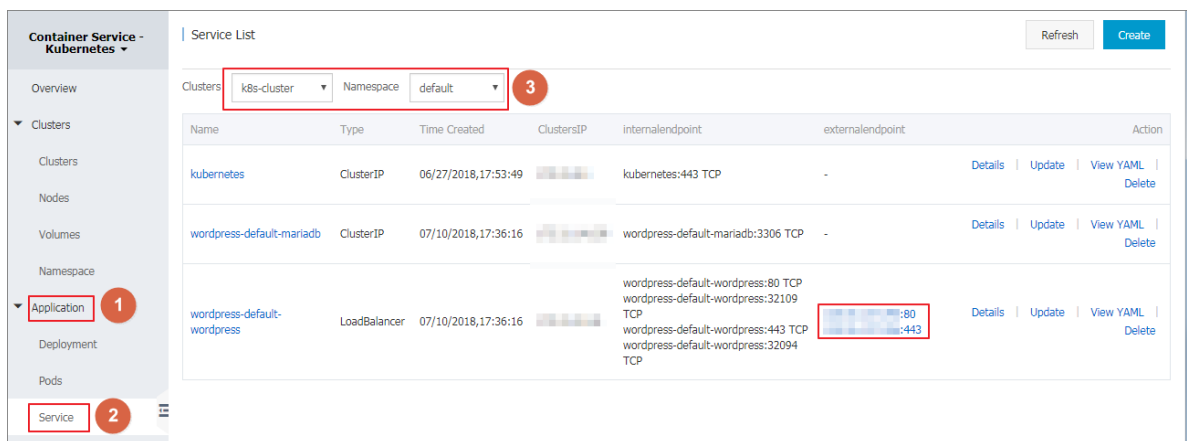 Container Service -
Kubernetes
Overview
Clusters
Clusters
Nodes
Volumes
Namespace
Application
1
Deployment
Pods
Service
2
Service List
Refresh
Create
Clusters
k8s-cluster
Namespace
default
3
Name
Type
Time Created
ClustersIP
internalendpoint
externalendpoint
Action
kubernetes
ClusterIP
06/27/2018,17:53:49
kubernetes:443 TCP
-
Details | Update | View YAML |
Delete
wordpress-default-mariadb
ClusterIP
07/10/2018,17:36:16
wordpress-default-mariadb:3306 TCP
-
Details | Update | View YAML |
Delete
wordpress-default-
wordpress
LoadBalancer
07/10/2018,17:36:16
wordpress-default-wordpress:80 TCP
wordpress-default-wordpress:32109
TCP
wordpress-default-wordpress:443 TCP
wordpress-default-wordpress:32094
TCP
:80
:443
Details | Update | View YAML |
Delete